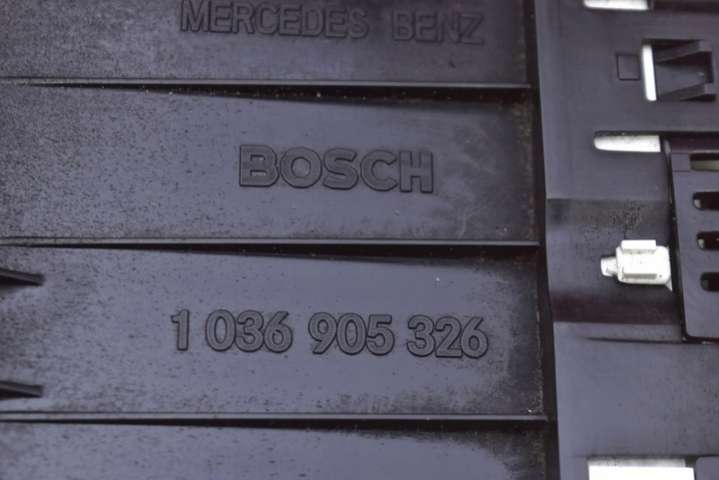 MERCEDES BENZ
BOSCH
1 036 905 326